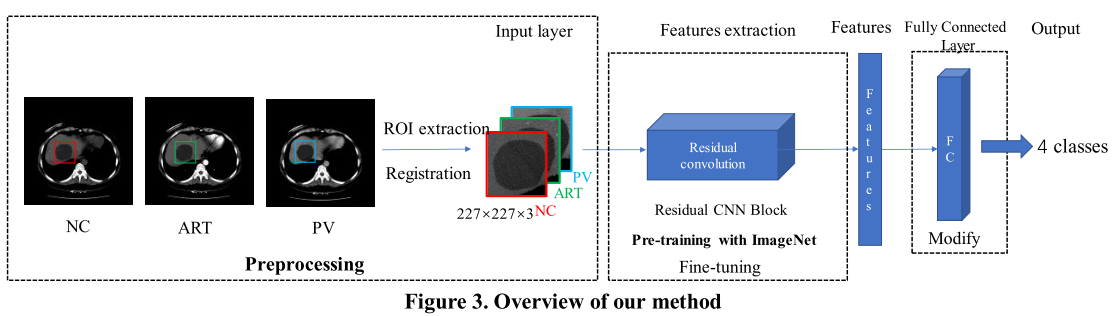 Input layer
Features extraction
Features
Fully Connected
Layer
Output
ROI extraction
Registration
NC
ART
PV
227×227×3
NC
ART
PV
Preprocessing
Residual
convolution
Residual CNN Block
Pre-training with ImageNet
Fine-tuning
Features
FC
Modify
4 classes
Figure 3. Overview of our method